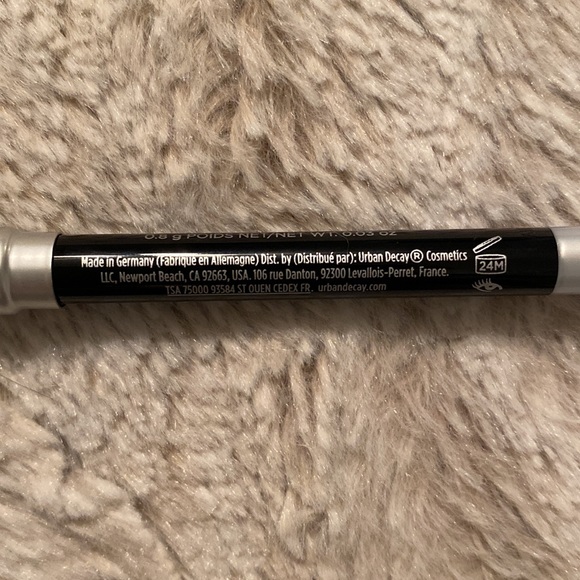 0.8 g POIDS NET/NET WT. 0.03 oz
Made in Germany (Fabrique en Allemagne) Dist. by (Distribué par): Urban Decay® Cosmetics
LLC, Newport Beach, CA 92663, USA. 106 rue Danton, 92300 Levallois-Perret, France.
TSA 75000 93584 ST OUEN CEDEX FR. urbandecay.com
24M